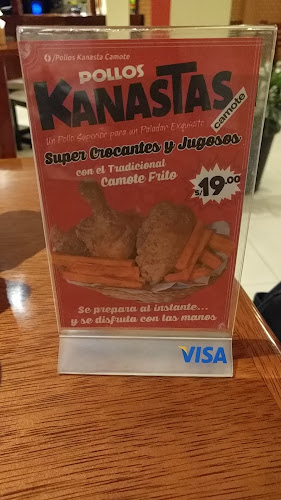 /Pollos Kanasta Camote
POLLOS
KANASTAS
camote
Un Pollo Superior para un Paladar Exquisito
Super Crocantes y Jugosos
con el Tradicional
Camote Frito
S/.19.00
Se prepara al instante...
y se disfruta con las manos
VISA